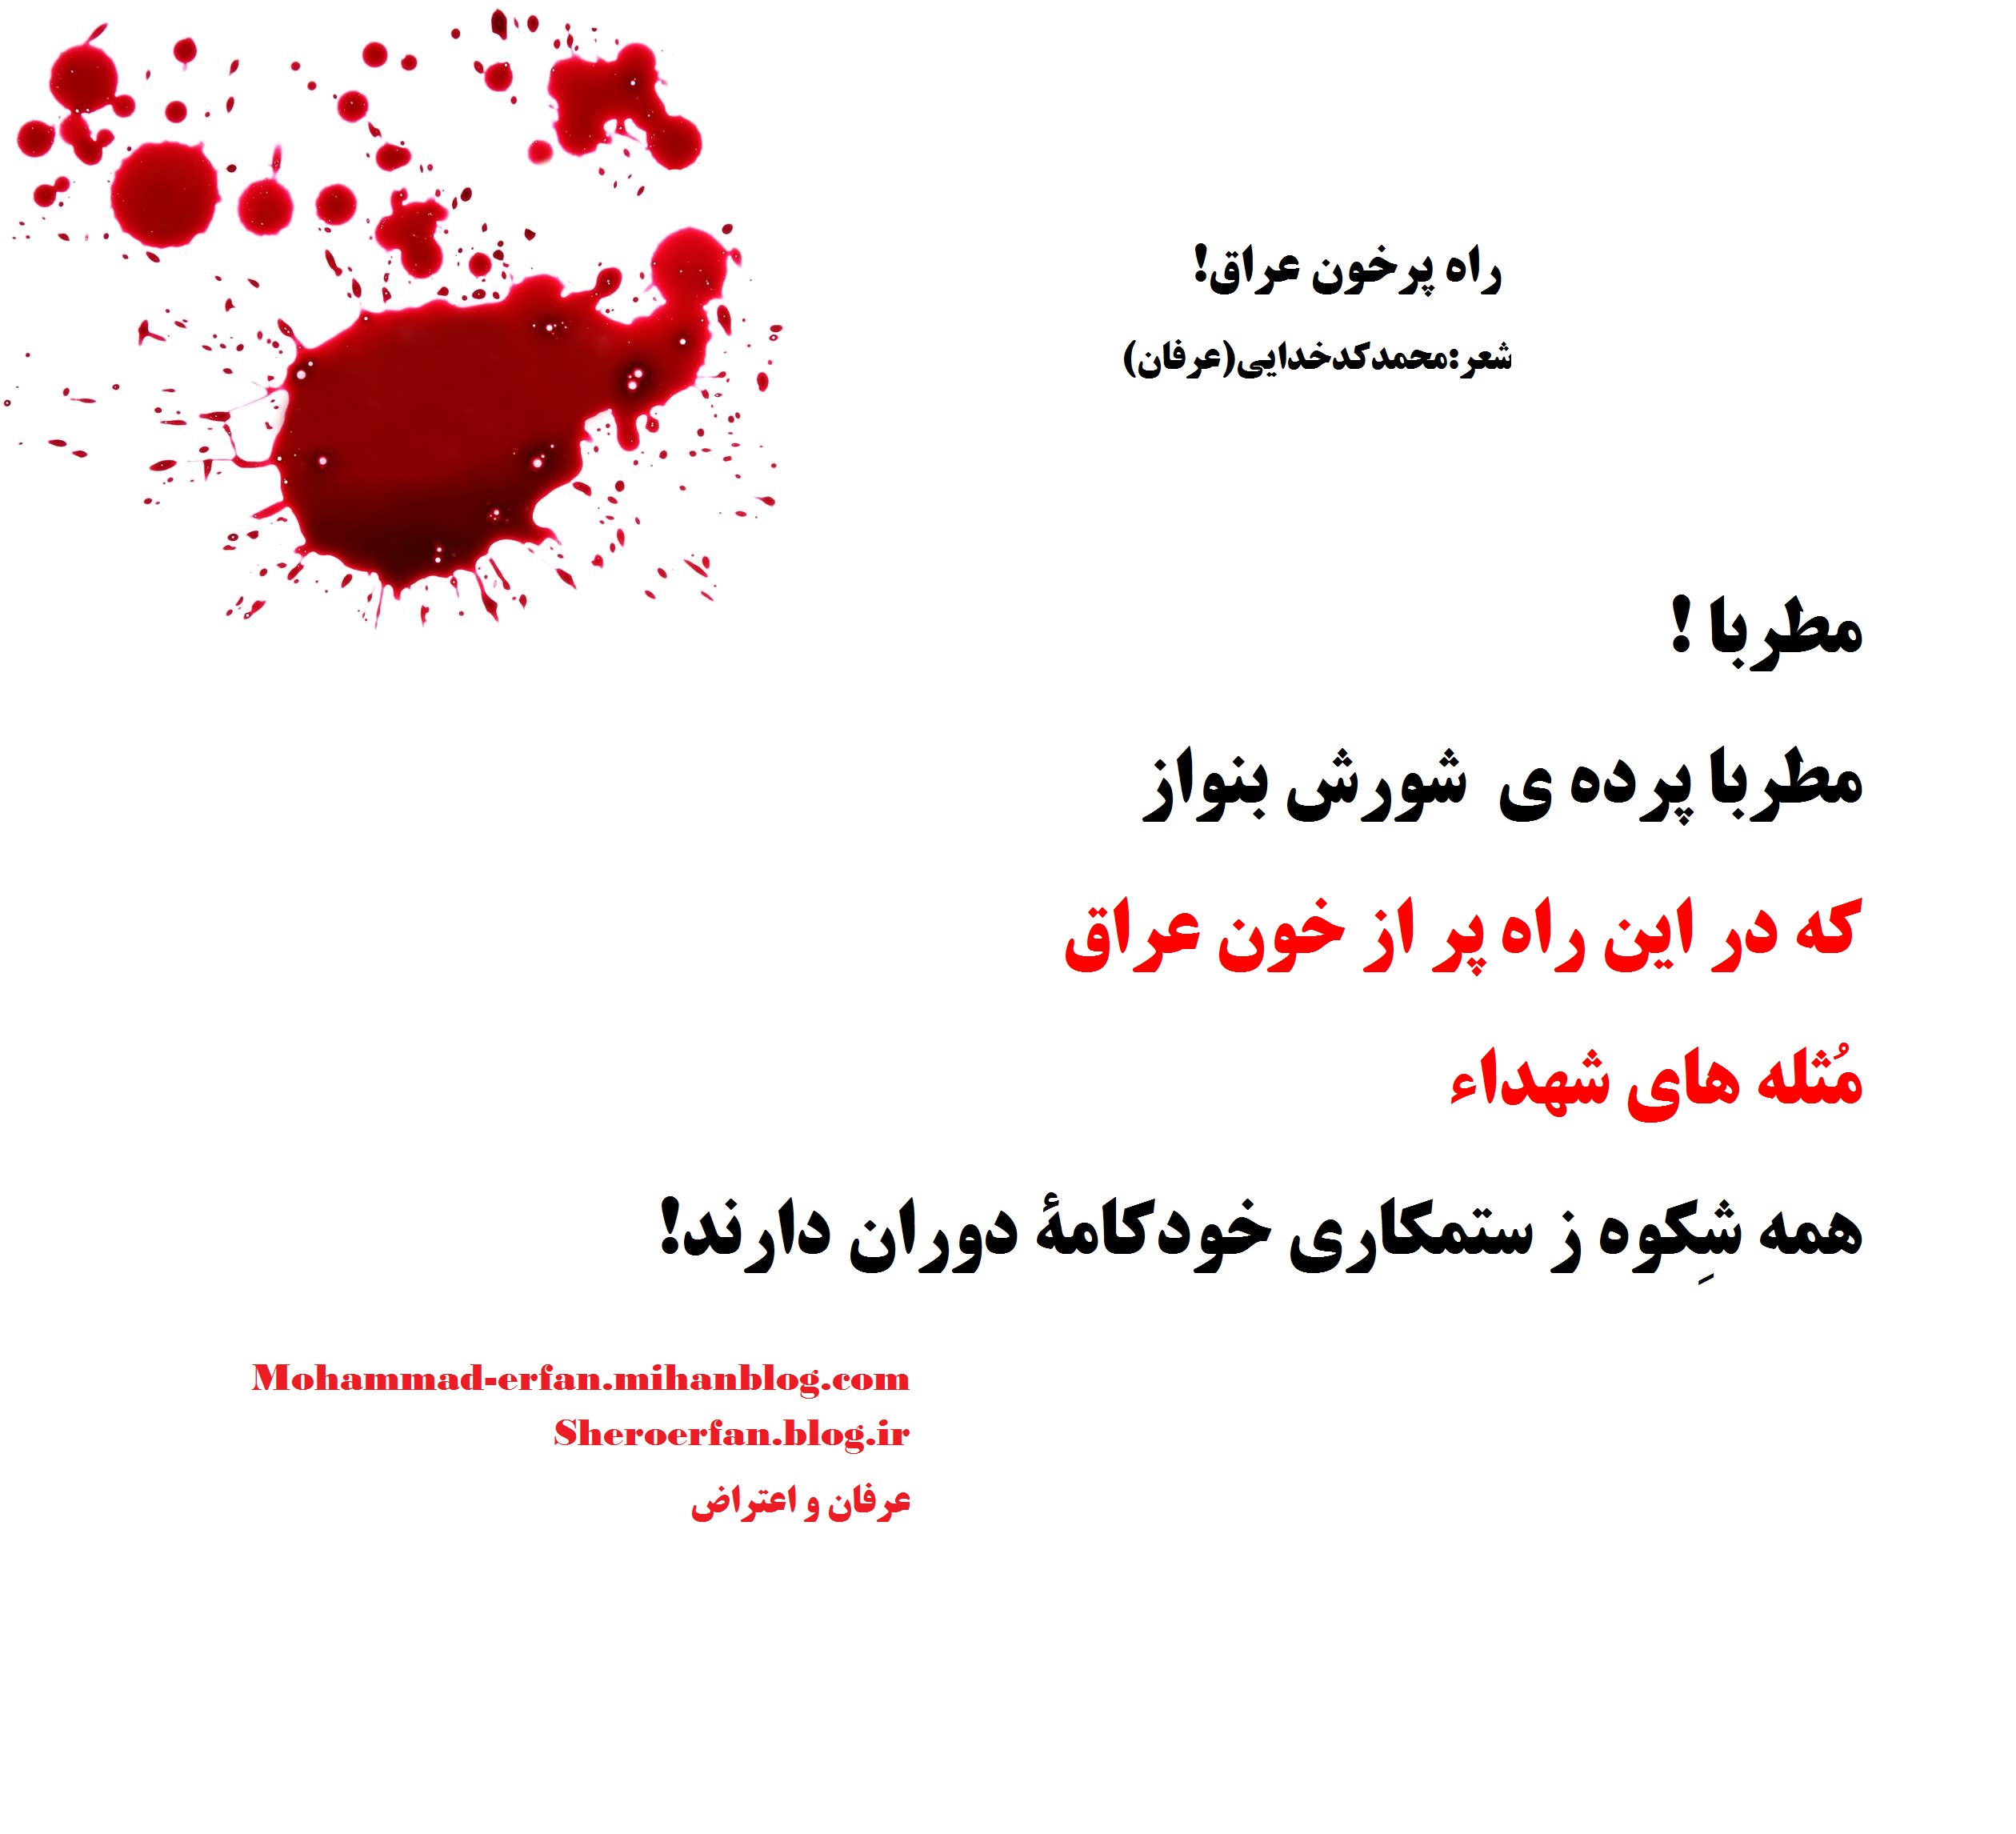 راه پرخون عراق!
شعر:محمدکدخدایی(عرفان)
مطربا !
مطربا پرده ی شورش بنواز
که در این راه پر از خون عراق
مُثله های شهداء
همه شِکوه ز ستمکاری خودکامهٔ دوران دارند!
Mohammad-erfan.mihanblog.com
Sheroerfan.blog.ir
عرفان و اعتراض